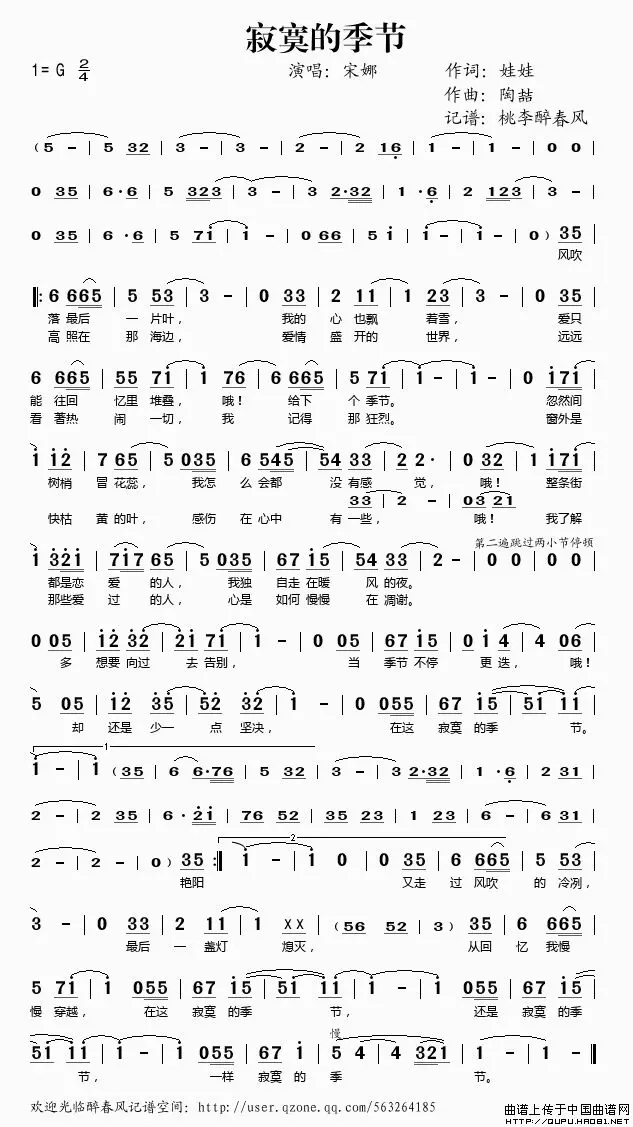 寂寞的季节
1=G 2/4 演唱：宋娜 作词：娃娃
作曲：陶喆
记谱：桃李醉春风
（5 - | 5 32 | 3 - | 3 - | 2 - | 2 16 | 1 - | 1 - | 0 0 |
0 35 | 6·6 | 5 323 | 3 - | 3 2·32 | 1·6 | 2 123 | 3 - |
0 35 | 6·6 | 5 71 | 1 - | 0 66 | 5 1 | 1 - | 1 - | 0）35 |
风吹
‖: 6 665 | 5 53 | 3 - | 0 33 | 2 11 | 1 23 | 3 - | 0 35 |
落 最后 一 片叶， 我的 心 也飘 若雪， 爱只
高 照在 那 海边， 爱情 盛 开的 世界， 远远
6 665 | 55 71 | 1 76 | 6 665 | 5 71 | 1 - | 1 - | 0 171 |
能 往回 忆里 堆叠，哦！ 给下 个 季节。 忽然间
看 著热 闹 一切， 我 记得 那 狂烈。 窗外是
1 12 | 7 65 | 5 035 | 6 545 | 54 33 | 2 2· | 0 32 | 1 171 |
树梢 冒 花蕊， 我怎 么 会都 没 有感 觉， 哦！ 整条街
33 | 2 - | 03 21
快枯 黄 的叶， 感伤 在 心中 有 一些， 哦！ 我了解
第二遍跳过两小节停顿
1 321 | 717 65 | 5 035 | 67 15 | 54 33 | 2 - | 0 0 | 0 0 |
都是恋 爱 的人， 我独 自走 在暖 风 的夜。
那些爱 过 的人， 心是 如何 慢慢 在 凋谢。
0 05 | 12 32 | 21 71 | 1 - | 0 05 | 67 15 | 01 4 | 4 06 |
多 想要 向过 去 告别， 当 季节 不停 更 迭， 哦！
5 05 | 12 35 | 52 32 | 1 - | 0 055 | 67 15 | 51 11 |
却 还是 少一 点 坚决， 在这 寂寞 的季 节。
1
1 - | 1 （35 | 6 6·76 | 5 32 | 3 - | 3 2·32 | 1·6 | 2 31 |
2 - | 2 35 | 6·21 | 76 52 | 35 23 | 1 23 | 6 - | 6 31 |
2
2 - | 2 - | 0）35 :‖ 1 - | 1 0 | 0 35 | 6 665 | 5 53 |
艳阳 又走 过 风吹 的 冷冽，
3 - | 0 33 | 2 11 | 1 XX | （56 52 | 3）35 | 6 665 |
最后 一 盏灯 熄灭， 从回 忆 我慢
5 71 | 1 055 | 67 15 | 51 11 | 1 - | 1 055 | 67 15 |
慢 穿越， 在这 寂寞 的季 节， 还是 寂寞 的季
慢
51 11 | 1 - | 1 055 | 67 1 | 5 4 | 4 321 | 1 - ‖
节， 一样 寂寞 的 季 节。
欢迎光临醉春风记谱空间：http://user.qzone.qq.com/563264185
曲谱上传于中国曲谱网
http://QUPU.HAO81.NET